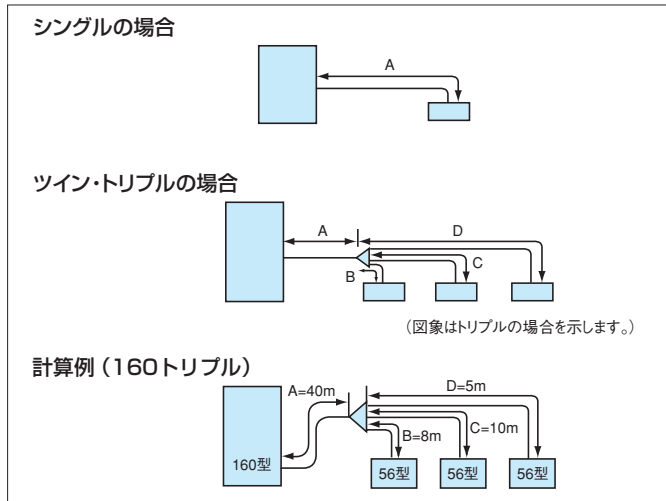 シングルの場合
A
ツイン・トリプルの場合
A
D
C
B
(図象はトリプルの場合を示します。)
計算例(160トリプル)
A=40m
D=5m
C=10m
B=8m
160型
56型
56型
56型